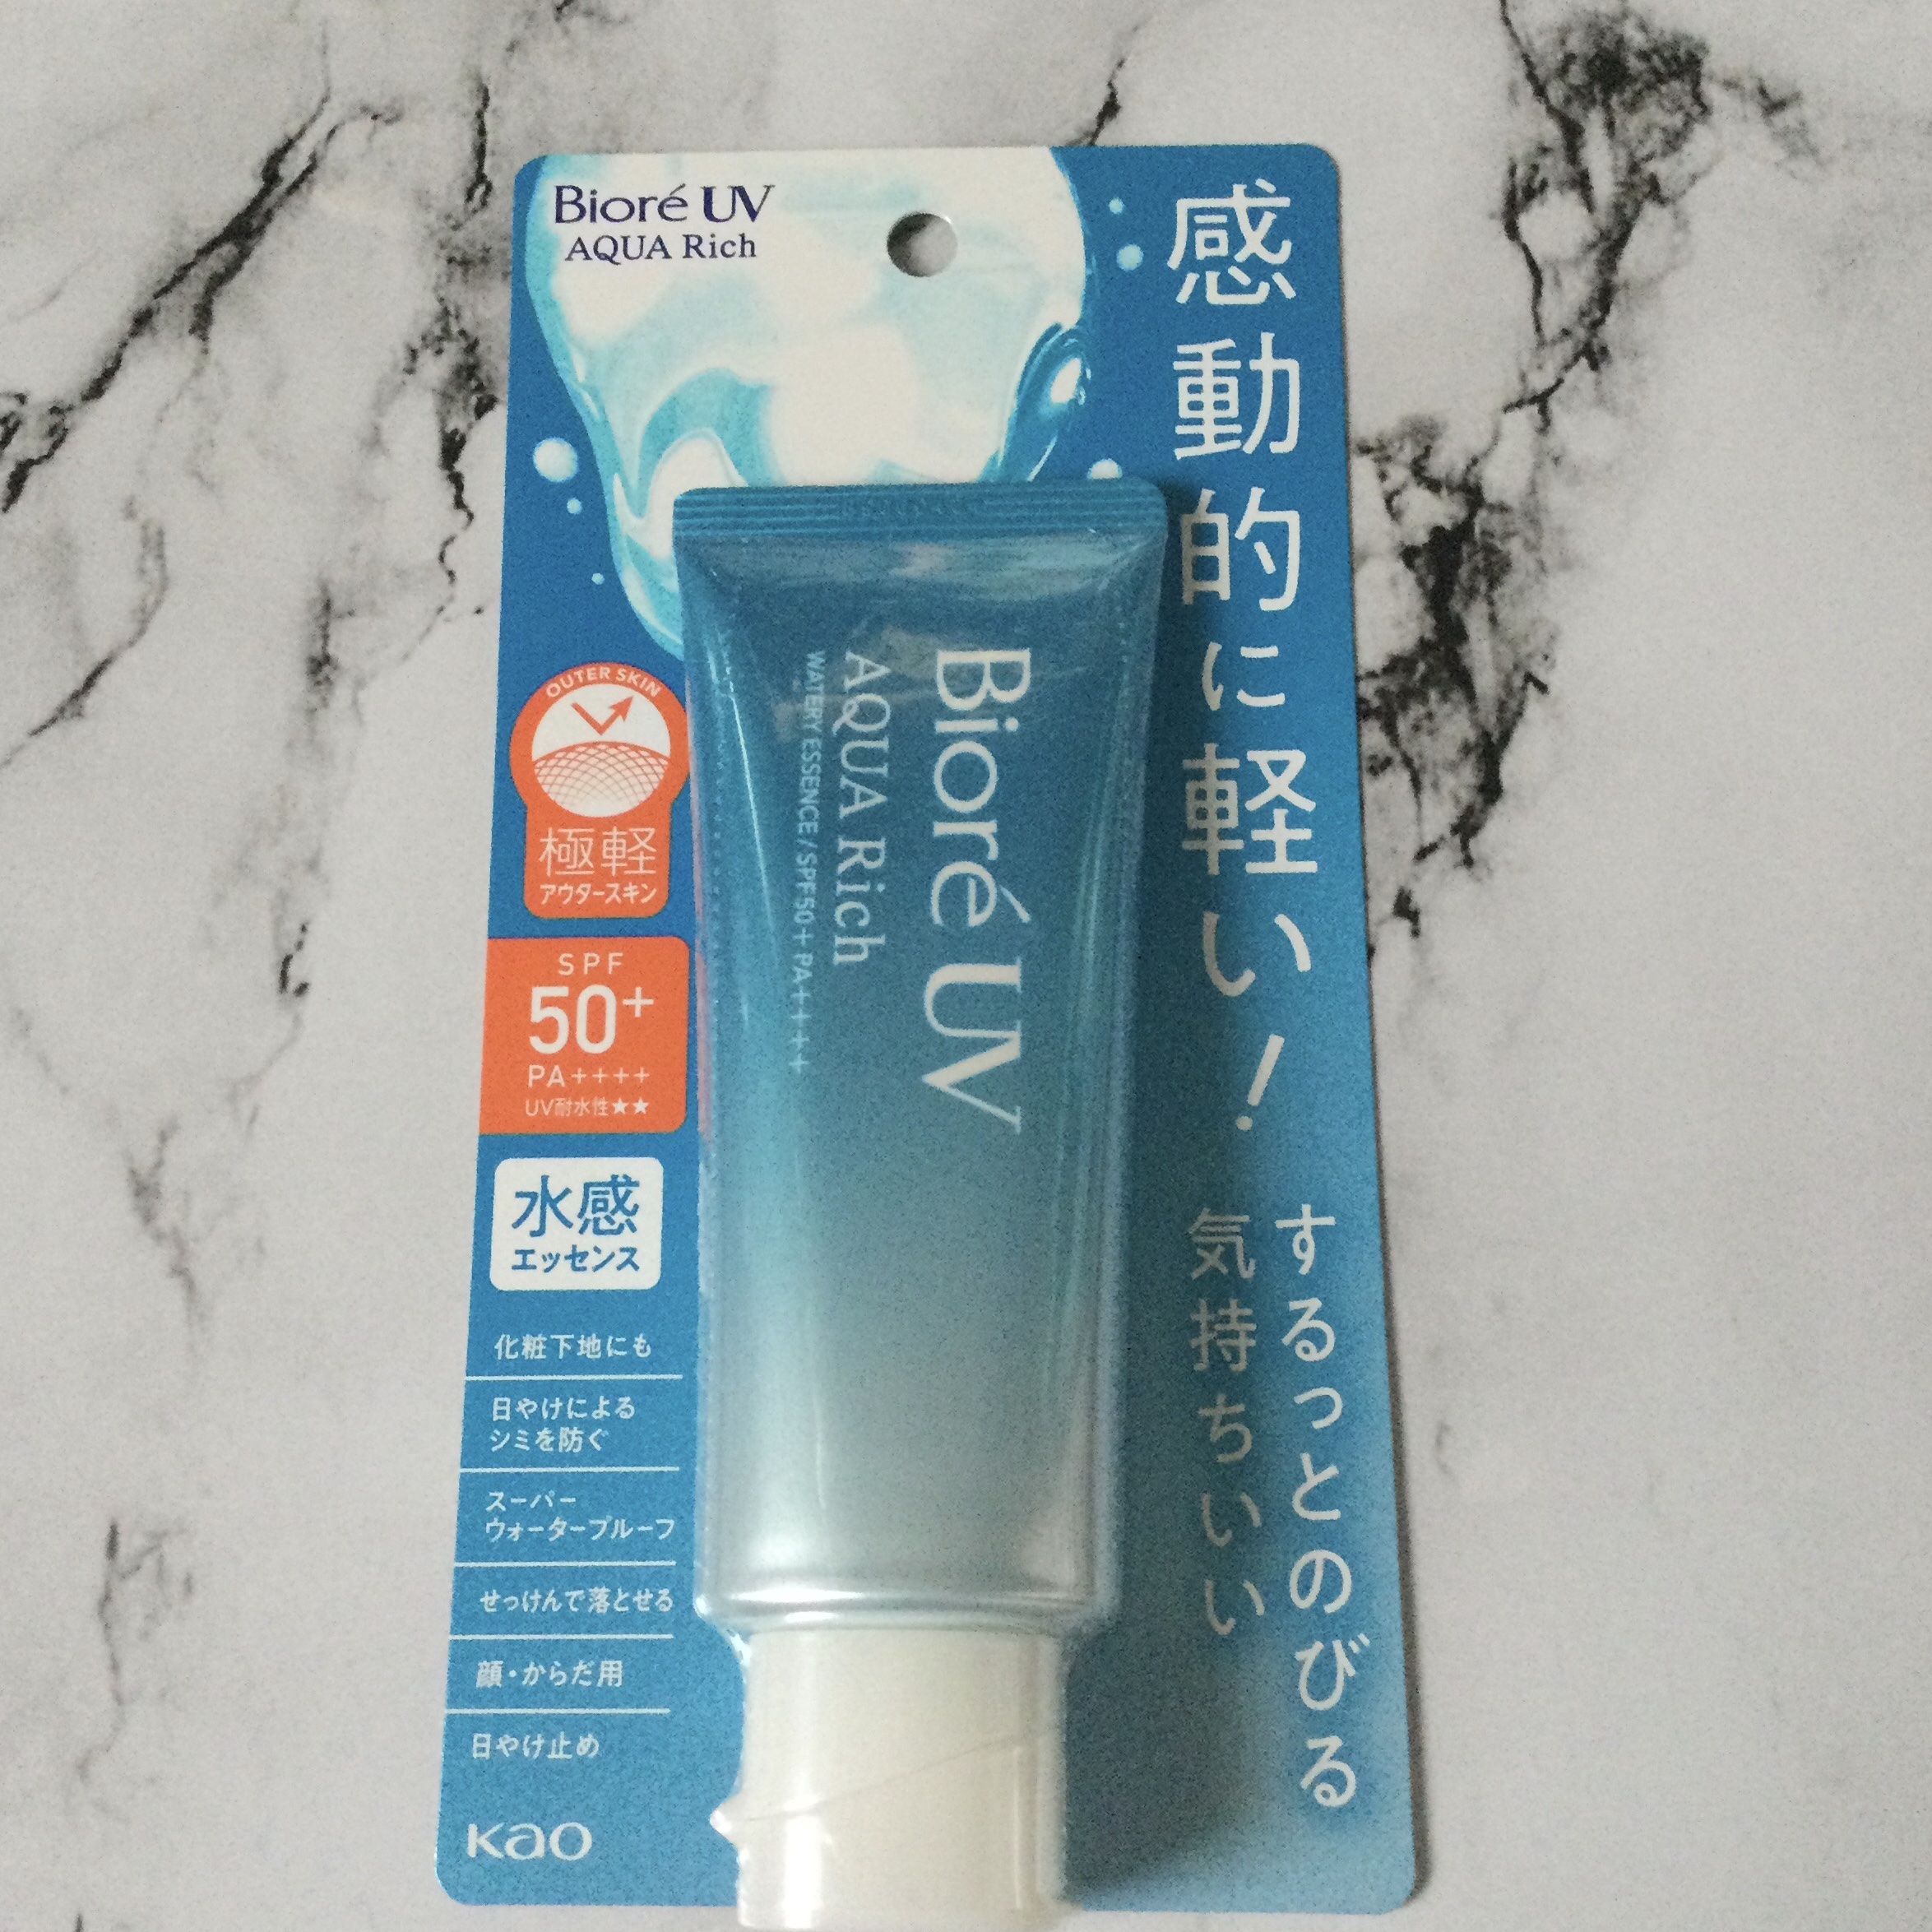 Bioré UV
AQUA Rich
感動的に軽い!
するっとのびる
気持ちいい
OUTER SKIN
極軽
アウタースキン
SPF
50+
PA++++
UV耐水性★★
水感
エッセンス
化粧下地にも
日やけによる
シミを防ぐ
スーパー
ウォータープルーフ
せっけんで落とせる
顔・からだ用
日やけ止め
Kao
Bioré UV
AQUA Rich
WATERY ESSENCE / SPF50+ PA++++